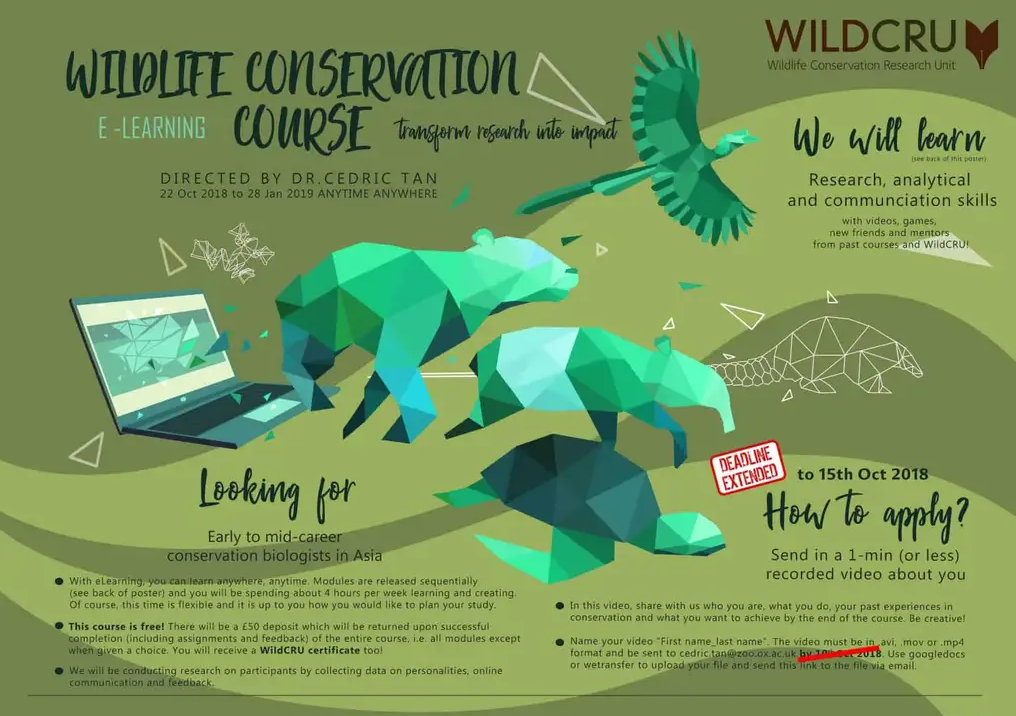 WILDLIFE CONSERVATION
E -LEARNING COURSE transform research into impact
DIRECTED BY DR.CEDRIC TAN
22 Oct 2018 to 28 Jan 2019 ANYTIME ANYWHERE
WILDCRU
Wildlife Conservation Research Unit
We will learn
(see back of this poster)
Research, analytical
and communciation skills
with videos, games,
new friends and mentors
from past courses and WildCRU!
Looking for
Early to mid-career
conservation biologists in Asia
With eLearning, you can learn anywhere, anytime. Modules are released sequentially
(see back of poster) and you will be spending about 4 hours per week learning and creating.
Of course, this time is flexible and it is up to you how you would like to plan your study.
This course is free! There will be a £50 deposit which will be returned upon successful
completion (including assignments and feedback) of the entire course, i.e. all modules except
when given a choice. You will receive a WildCRU certificate too!
We will be conducting research on participants by collecting data on personalities, online
communication and feedback.
DEADLINE
EXTENDED
to 15th Oct 2018
How to apply?
Send in a 1-min (or less)
recorded video about you
In this video, share with us who you are, what you do, your past experiences in
conservation and what you want to have achieved by the end of the course. Be creative!
Name your video "First name_last name". The video must be in .avi, .mov or .mp4
format and be sent to cedric.tan@zoo.ox.ac.uk by Oct 2018. Use googledocs
or wetransfer to upload your file and send this link to the file via email.